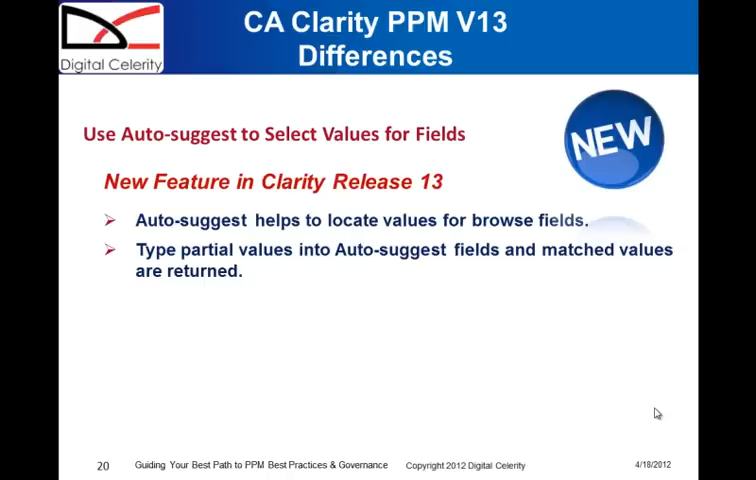 CA Clarity PPM V13
Differences
Digital Celerity
Use Auto-suggest to Select Values for Fields
NEW
New Feature in Clarity Release 13
Auto-suggest helps to locate values for browse fields.
Type partial values into Auto-suggest fields and matched values
are returned.
20 Guiding Your Best Path to PPM Best Practices & Governance Copyright 2012 Digital Celerity 4/18/2012